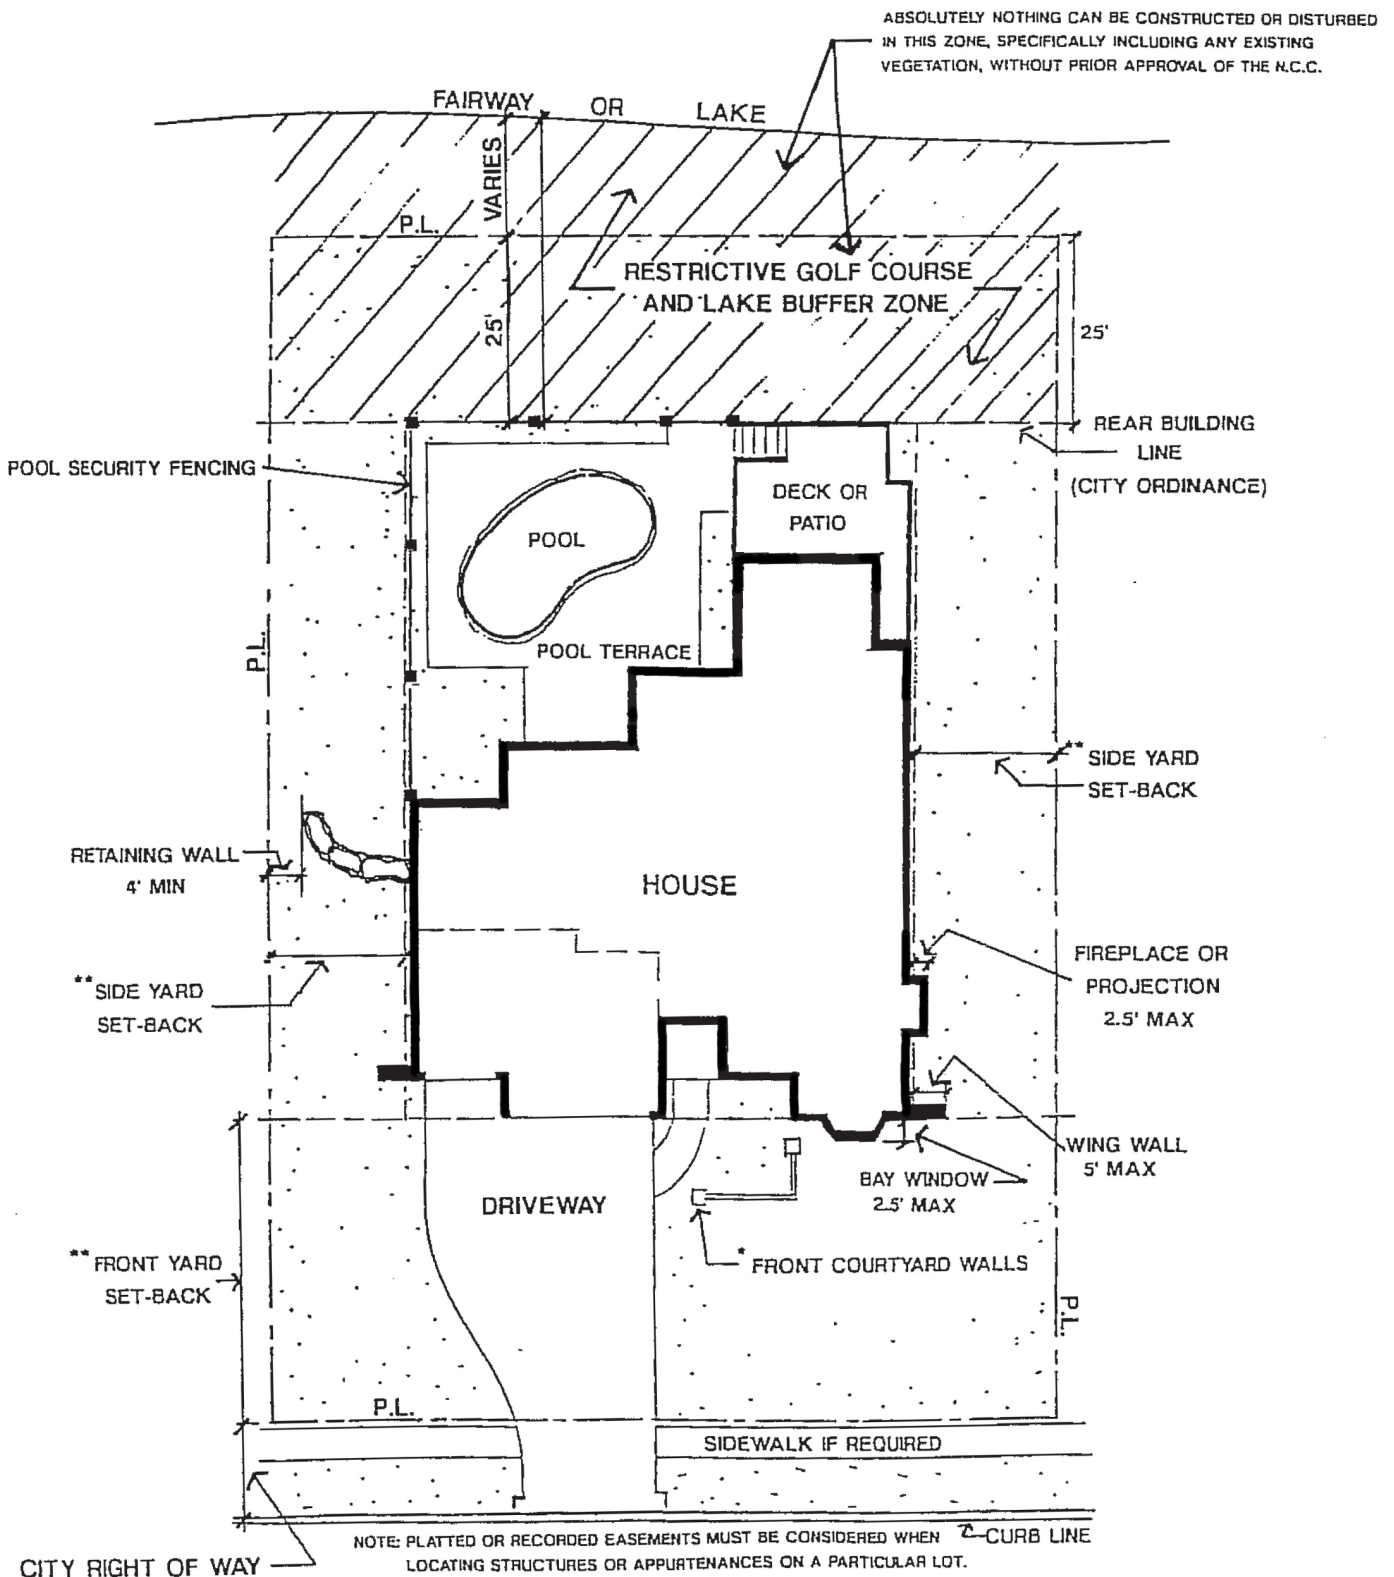 ABSOLUTELY NOTHING CAN BE CONSTRUCTED OR DISTURBED
IN THIS ZONE, SPECIFICALLY INCLUDING ANY EXISTING
VEGETATION, WITHOUT PRIOR APPROVAL OF THE N.C.C.
FAIRWAY OR LAKE
VARIES
P.L.
RESTRICTIVE GOLF COURSE
AND LAKE BUFFER ZONE
25'
25'
REAR BUILDING
LINE
(CITY ORDINANCE)
POOL SECURITY FENCING
DECK OR
PATIO
POOL
POOL TERRACE
P.L.
** SIDE YARD
SET-BACK
RETAINING WALL
4' MIN
HOUSE
FIREPLACE OR
PROJECTION
2.5' MAX
** SIDE YARD
SET-BACK
WING WALL
5' MAX
BAY WINDOW
2.5' MAX
DRIVEWAY
** FRONT YARD
SET-BACK
* FRONT COURTYARD WALLS
P.L.
P.L.
SIDEWALK IF REQUIRED
NOTE: PLATTED OR RECORDED EASEMENTS MUST BE CONSIDERED WHEN
LOCATING STRUCTURES OR APPURTENANCES ON A PARTICULAR LOT.
CURB LINE
CITY RIGHT OF WAY